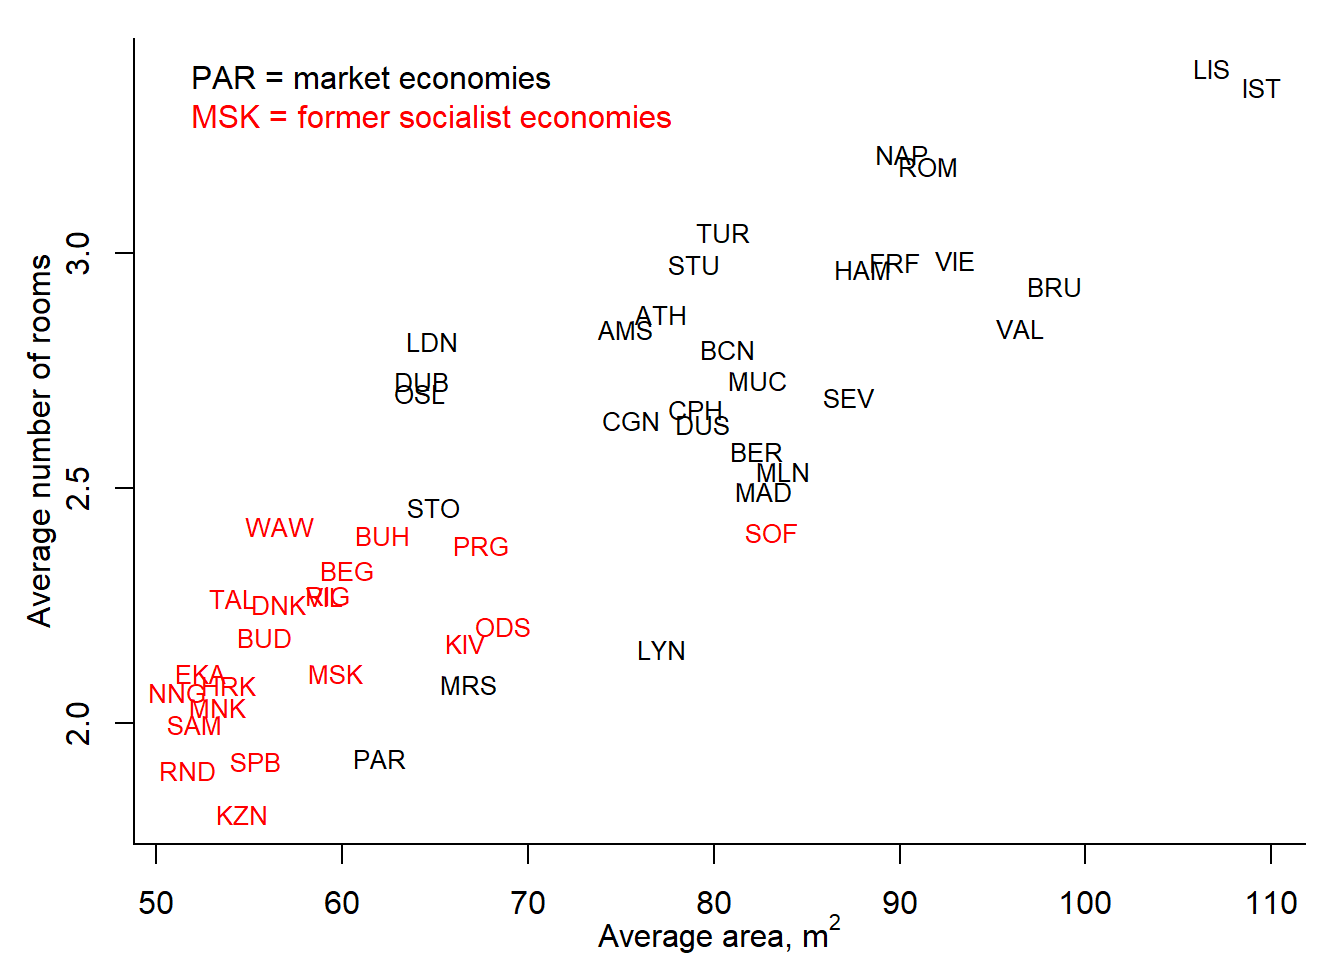 PAR = market economies
MSK = former socialist economies
LIS
IST
NAP
ROM
TUR
STU
HAM
FRF
VIE
BRU
ATH
AMS
VAL
LDN
BCN
DUB
OSL
MUC
SEV
CPH
CGN
DUS
BER
MLN
MAD
STO
WAW
BUH
PRG
SOF
BEG
TAL
DNK
VIL
RIG
BUD
ODS
KIV
LYN
EKA
MSK
HRK
NNG
MRS
MNK
SAM
PAR
RND
SPB
KZN
Average number of rooms
3.0
2.5
2.0
50 60 70 80 90 100 110
Average area, m²